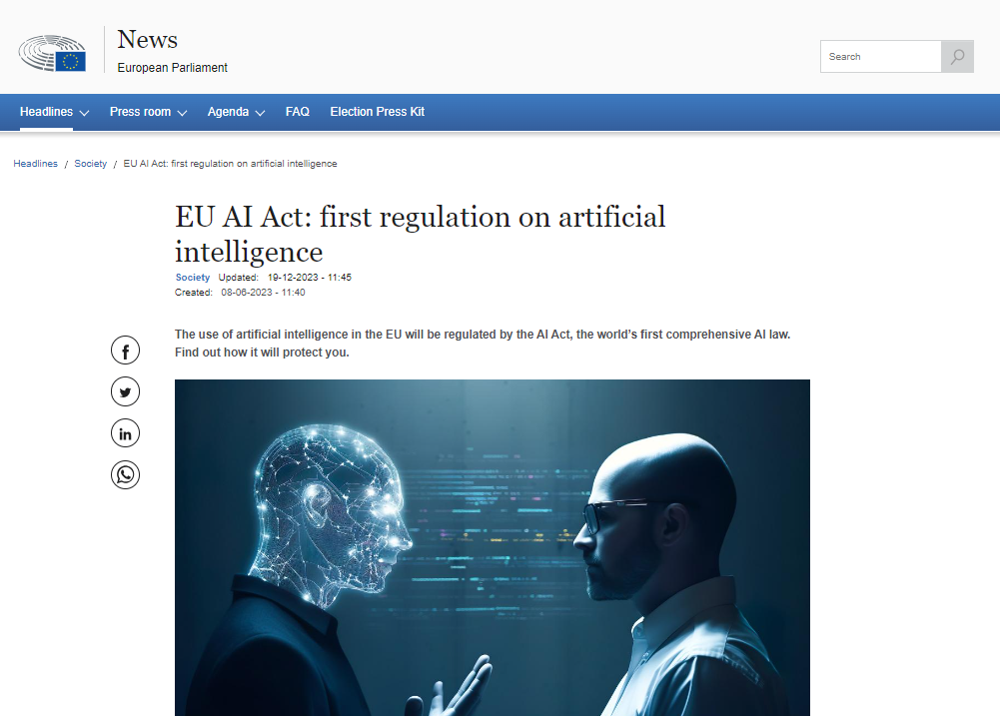 News
European Parliament
Search
Headlines
Press room
Agenda
FAQ
Election Press Kit
Headlines / Society / EU AI Act: first regulation on artificial intelligence
EU AI Act: first regulation on artificial
intelligence
Society Updated: 19-12-2023 - 11:45
Created: 08-06-2023 - 11:40
The use of artificial intelligence in the EU will be regulated by the AI Act, the world’s first comprehensive AI law.
Find out how it will protect you.